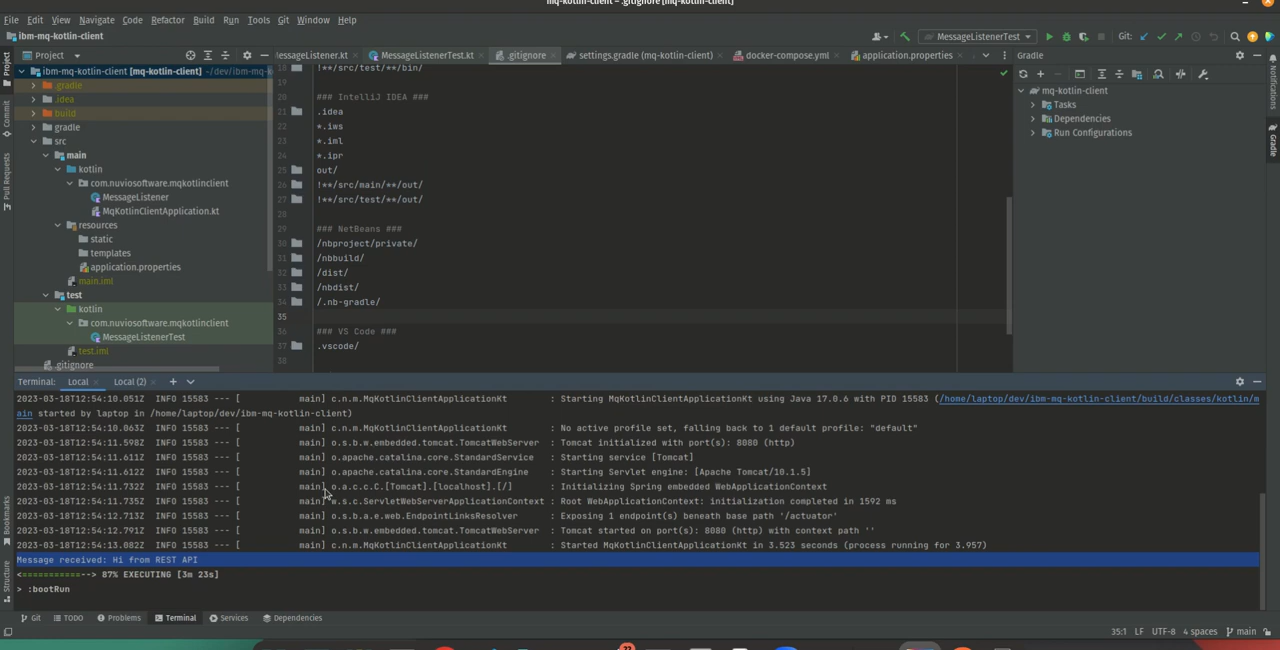 mq-kotlin-client – .gitignore [mq-kotlin-client]
File Edit View Navigate Code Refactor Build Run Tools Git Window Help
ibm-mq-kotlin-client
MessageListenerTest
Git:
Project
essageListener.kt
MessageListenerTest.kt
.gitignore
settings.gradle (mq-kotlin-client)
docker-compose.yml
application.properties
Gradle
ibm-mq-kotlin-client [mq-kotlin-client] ~/dev/ibm-mq-k
.gradle
.idea
build
gradle
src
main
kotlin
com.nuviosoftware.mqkotlinclient
MessageListener
MqKotlinClientApplication.kt
resources
static
templates
application.properties
main.iml
test
kotlin
com.nuviosoftware.mqkotlinclient
MessageListenerTest
test.iml
.gitignore
18 !**/src/test/**/bin/
19
20 ### IntelliJ IDEA ###
21 .idea
22 *.iws
23 *.iml
24 *.ipr
25 out/
26 !**/src/main/**/out/
27 !**/src/test/**/out/
28
29 ### NetBeans ###
30 /nbproject/private/
31 /nbbuild/
32 /dist/
33 /nbdist/
34 /.nb-gradle/
35
36 ### VS Code ###
37 .vscode/
38
mq-kotlin-client
Tasks
Dependencies
Run Configurations
Project
Commit
Pull Requests
Bookmarks
Structure
Notifications
Gradle
Terminal: Local Local (2)
2023-03-18T12:54:10.051Z INFO 15583 --- [ main] c.n.m.MqKotlinClientApplicationKt : Starting MqKotlinClientApplicationKt using Java 17.0.6 with PID 15583 (/home/laptop/dev/ibm-mq-kotlin-client/build/classes/kotlin/m
ain started by laptop in /home/laptop/dev/ibm-mq-kotlin-client)
2023-03-18T12:54:10.063Z INFO 15583 --- [ main] c.n.m.MqKotlinClientApplicationKt : No active profile set, falling back to 1 default profile: "default"
2023-03-18T12:54:11.598Z INFO 15583 --- [ main] o.s.b.w.embedded.tomcat.TomcatWebServer : Tomcat initialized with port(s): 8080 (http)
2023-03-18T12:54:11.611Z INFO 15583 --- [ main] o.apache.catalina.core.StandardService : Starting service [Tomcat]
2023-03-18T12:54:11.612Z INFO 15583 --- [ main] o.apache.catalina.core.StandardEngine : Starting Servlet engine: [Apache Tomcat/10.1.5]
2023-03-18T12:54:11.732Z INFO 15583 --- [ main] o.a.c.c.C.[Tomcat].[localhost].[/] : Initializing Spring embedded WebApplicationContext
2023-03-18T12:54:11.735Z INFO 15583 --- [ main] w.s.c.ServletWebServerApplicationContext : Root WebApplicationContext: initialization completed in 1592 ms
2023-03-18T12:54:12.713Z INFO 15583 --- [ main] o.s.b.a.e.web.EndpointLinksResolver : Exposing 1 endpoint(s) beneath base path '/actuator'
2023-03-18T12:54:12.791Z INFO 15583 --- [ main] o.s.b.w.embedded.tomcat.TomcatWebServer : Tomcat started on port(s): 8080 (http) with context path ''
2023-03-18T12:54:13.082Z INFO 15583 --- [ main] c.n.m.MqKotlinClientApplicationKt : Started MqKotlinClientApplicationKt in 3.523 seconds (process running for 3.957)
Message received: Hi from REST API
<===========--> 87% EXECUTING [3m 23s]
> :bootRun
Git TODO Problems Terminal Services Dependencies
35:1 LF UTF-8 4 spaces main